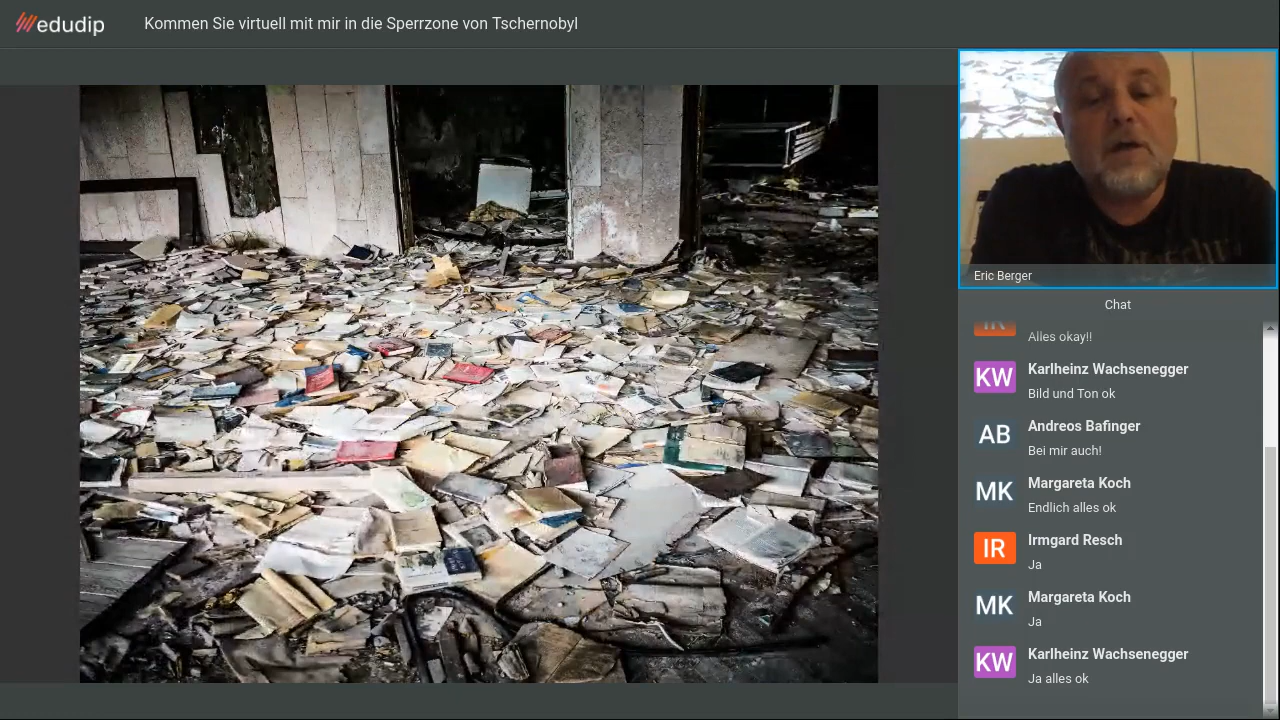 edudip
Kommen Sie virtuell mit mir in die Sperrzone von Tschernobyl
Eric Berger
Chat
IR
Alles okay!!
KW
Karlheinz Wachsenegger
Bild und Ton ok
AB
Andreos Bafinger
Bei mir auch!
MK
Margareta Koch
Endlich alles ok
IR
Irmgard Resch
Ja
MK
Margareta Koch
Ja
KW
Karlheinz Wachsenegger
Ja alles ok